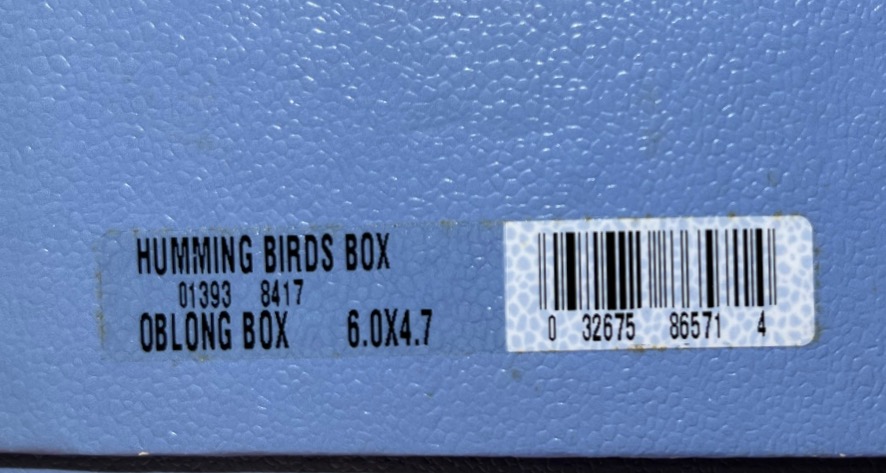 HUMMING BIRDS BOX
01393 8417
OBLONG BOX 6.0X4.7
0 32675 86571 4